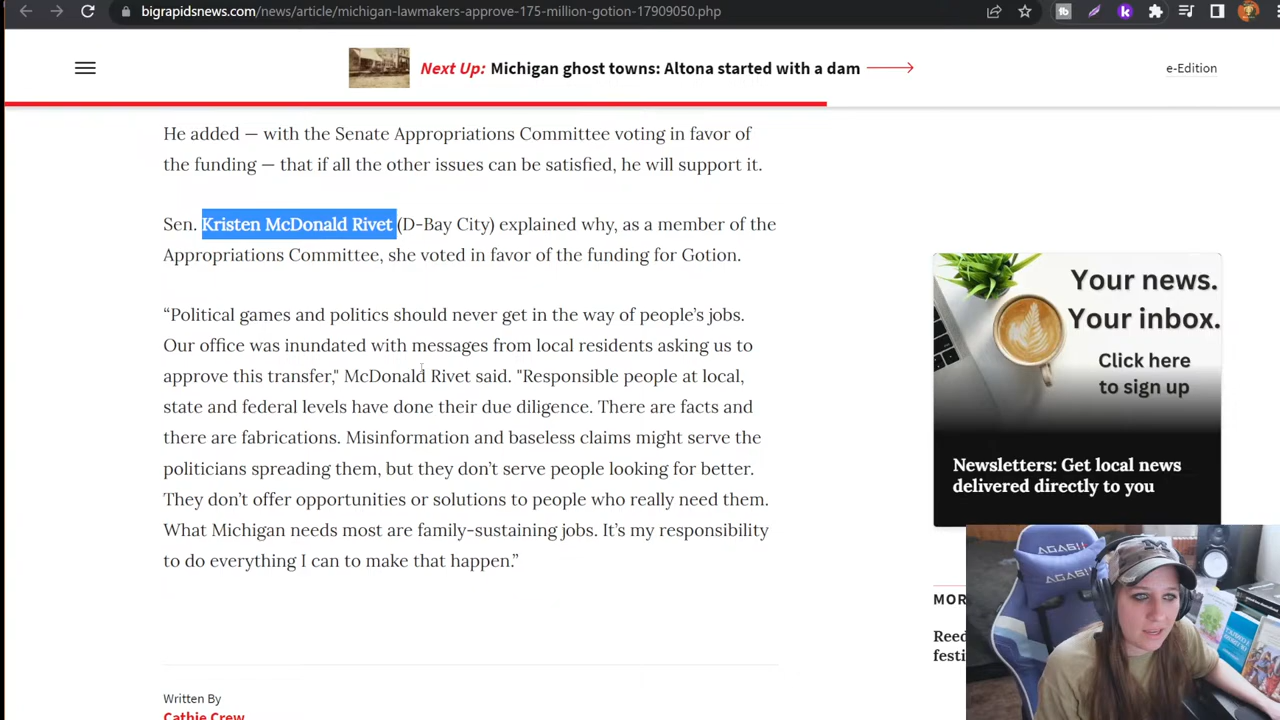 bigrapidsnews.com/news/article/michigan-lawmakers-approve-175-million-gotion-17909050.php
Next Up: Michigan ghost towns: Altona started with a dam
e-Edition
He added — with the Senate Appropriations Committee voting in favor of
the funding — that if all the other issues can be satisfied, he will support it.
Sen. Kristen McDonald Rivet (D-Bay City) explained why, as a member of the
Appropriations Committee, she voted in favor of the funding for Gotion.
“Political games and politics should never get in the way of people’s jobs.
Our office was inundated with messages from local residents asking us to
approve this transfer," McDonald Rivet said. "Responsible people at local,
state and federal levels have done their due diligence. There are facts and
there are fabrications. Misinformation and baseless claims might serve the
politicians spreading them, but they don’t serve people looking for better.
They don’t offer opportunities or solutions to people who really need them.
What Michigan needs most are family-sustaining jobs. It’s my responsibility
to do everything I can to make that happen.”
Written By
Cathie Crew
Your news.
Your inbox.
Click here
to sign up
Newsletters: Get local news
delivered directly to you
MOR
Reed
festi
AGASI
AGASI